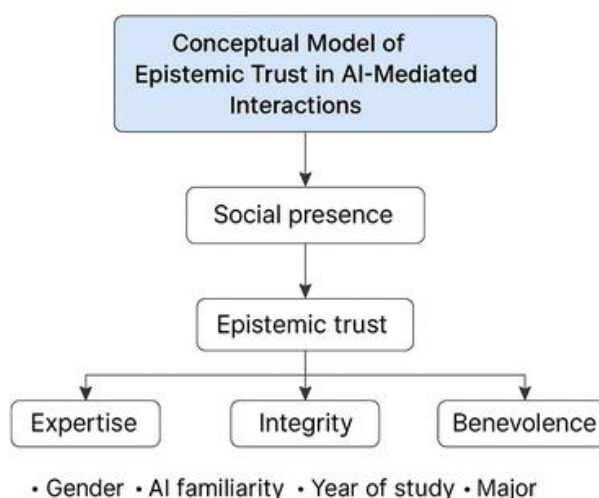 Conceptual Model of
Epistemic Trust in AI-Mediated
Interactions
Social presence
Epistemic trust
Expertise
Integrity
Benevolence
• Gender • AI familiarity • Year of study • Major